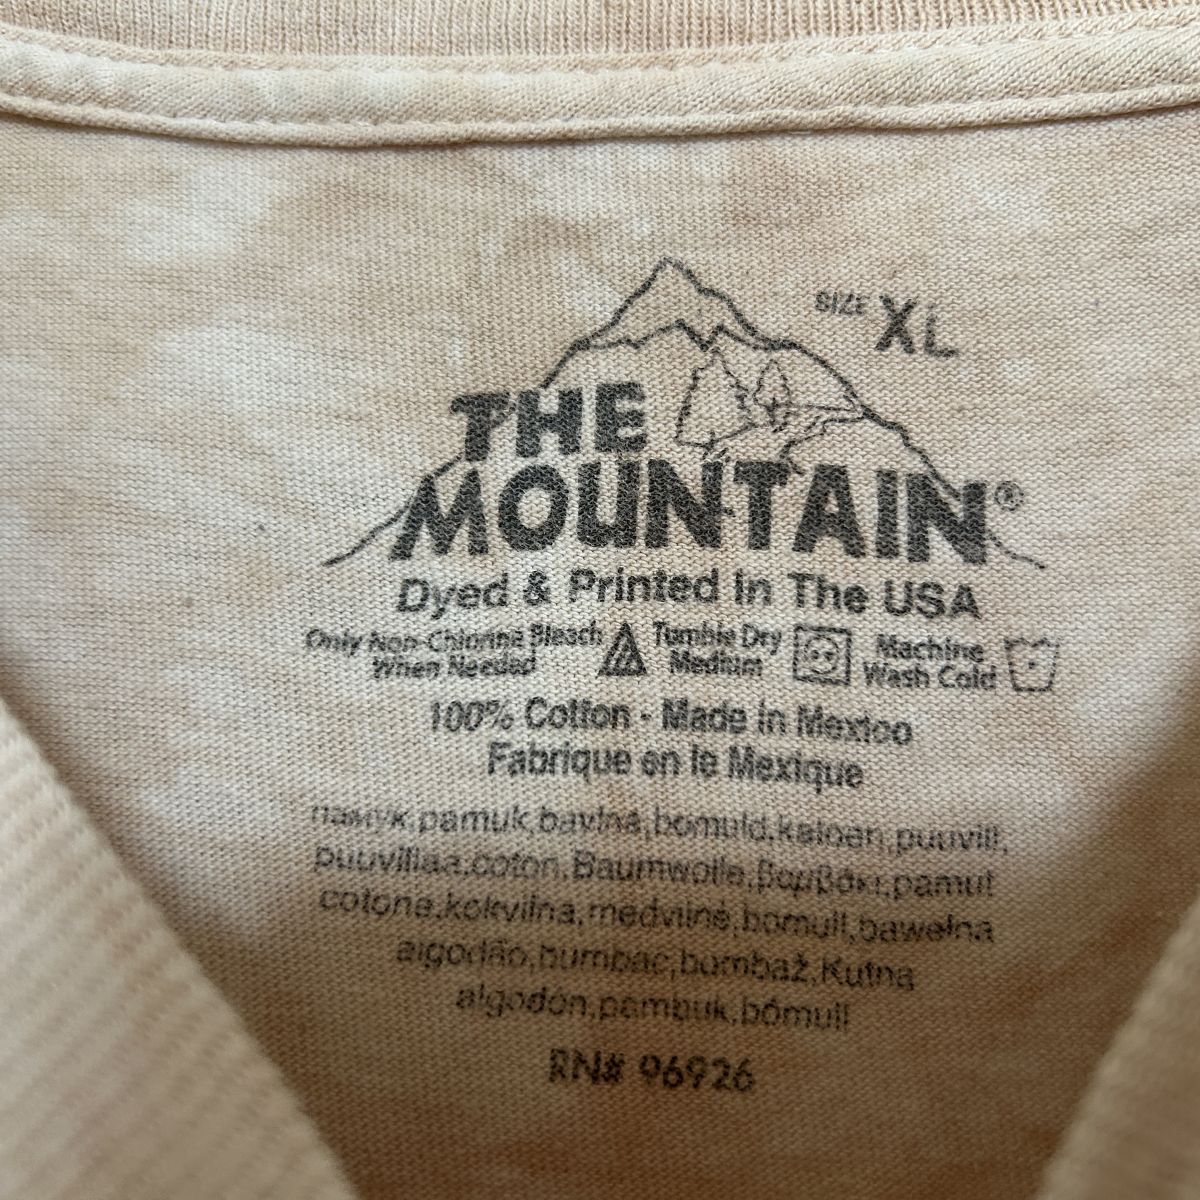 SIZE XL
THE
MOUNTAIN®
Dyed & Printed In The USA
Only Non-Chlorine Bleach
When Needed
Tumble Dry
Medium
Machine
Wash Cold
100% Cotton - Made in Mexico
Fabrique en le Mexique
памук,pamuk,bavlna,bomuld,katoen,puuvill,
puuvillaa,coton,Baumwolle,βαμβάκι,pamut
cotone,kokvilna,medvilnė,bomull,bawełna
algodão,bumbac,bombaž,Kutna
algodón,pambuk,bómull
RN# 96926